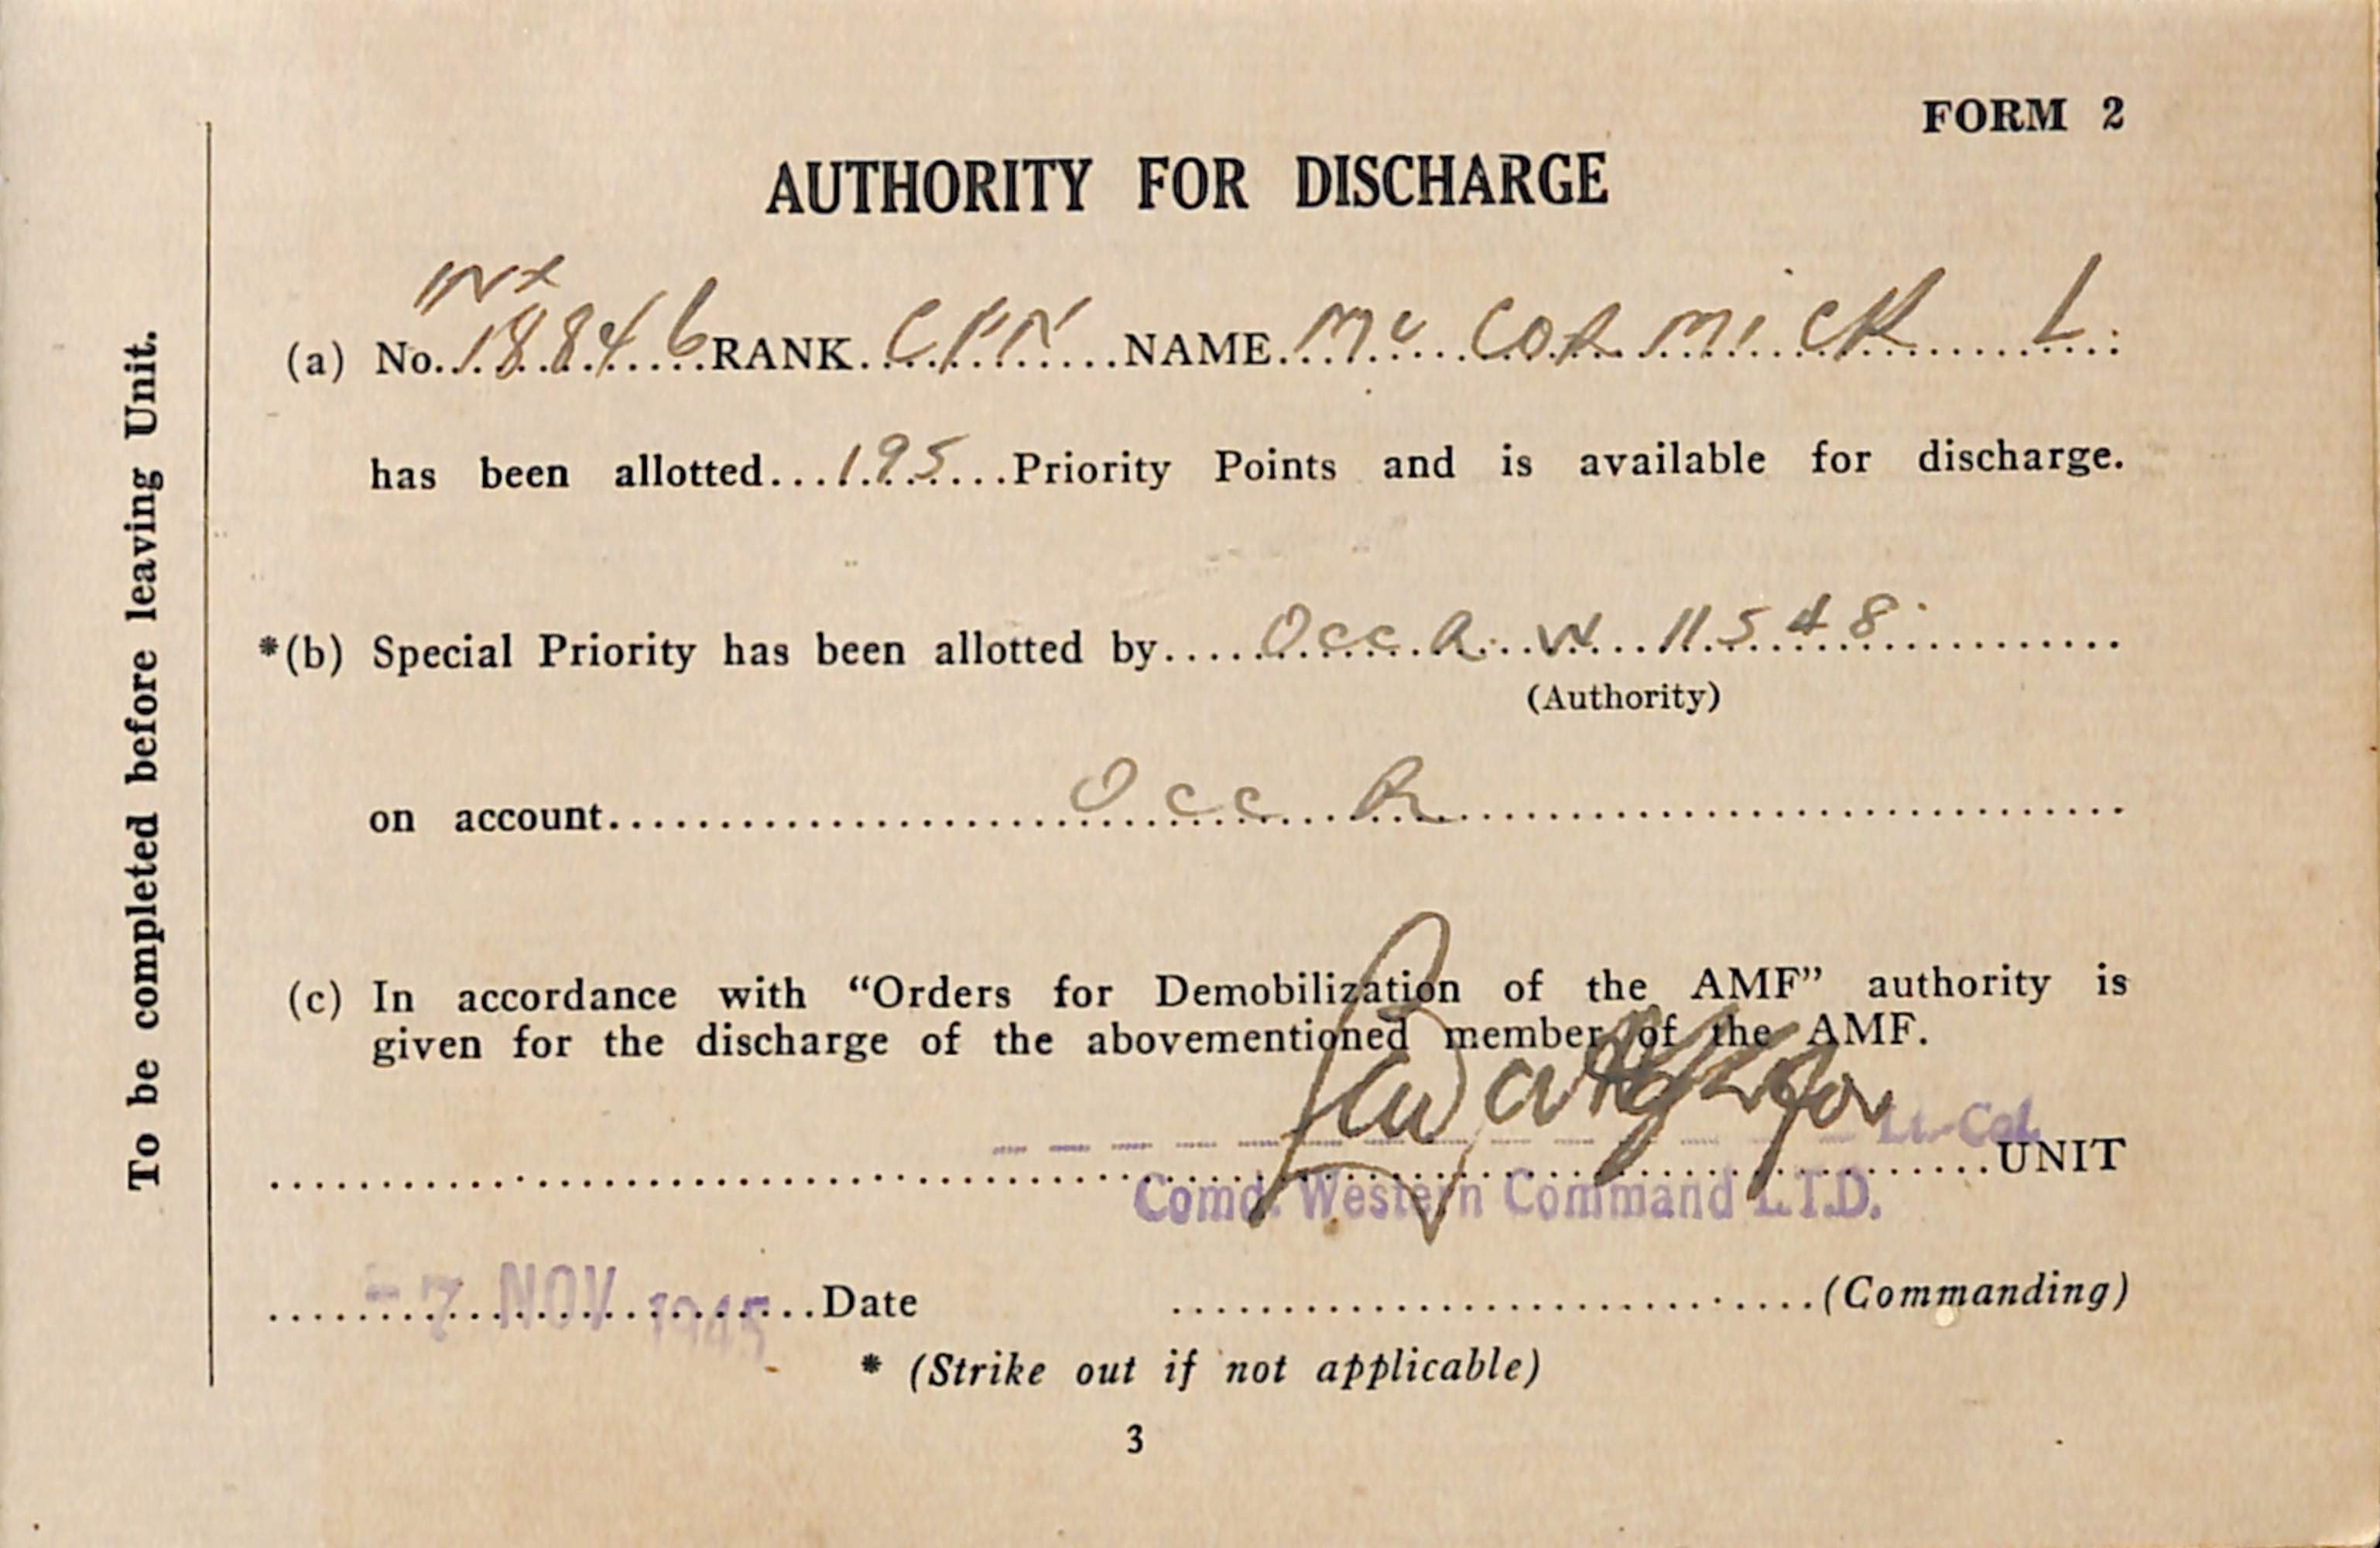 FORM 2
AUTHORITY FOR DISCHARGE
WX
(a) No. 18846 RANK NAME Mc CORMICK L.
has been allotted 195 Priority Points and is available for discharge.
*(b) Special Priority has been allotted by Occ R. W 11548
(Authority)
on account Occ R
(c) In accordance with “Orders for Demobilization of the AMF” authority is
given for the discharge of the abovementioned member of the AMF.
Lt-Col
UNIT
Comd. Western Command L.T.D.
-7 NOV 1945 Date (Commanding)
* (Strike out if not applicable)
3
To be completed before leaving Unit.